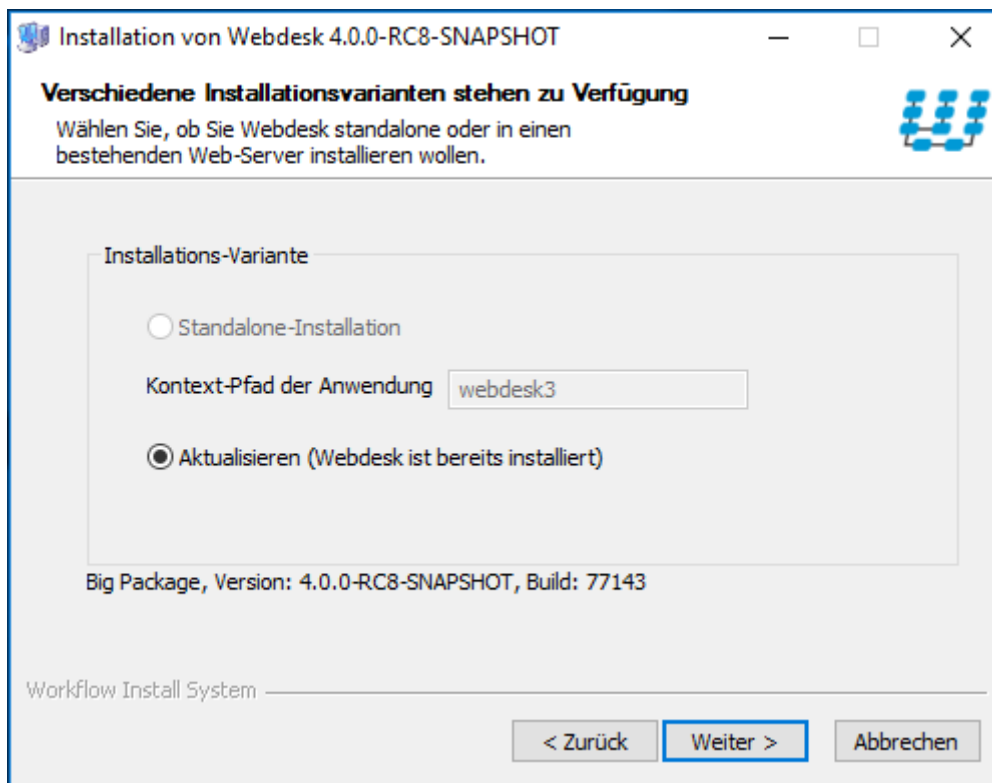 Installation von Webdesk 4.0.0-RC8-SNAPSHOT
Verschiedene Installationsvarianten stehen zu Verfügung
Wählen Sie, ob Sie Webdesk standalone oder in einen
bestehenden Web-Server installieren wollen.
Installations-Variante
Standalone-Installation
Kontext-Pfad der Anwendung webdesk3
Aktualisieren (Webdesk ist bereits installiert)
Big Package, Version: 4.0.0-RC8-SNAPSHOT, Build: 77143
Workflow Install System
< Zurück Weiter > Abbrechen